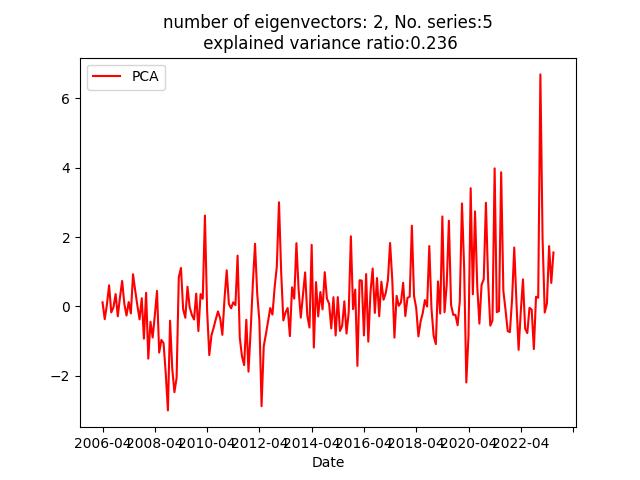 number of eigenvectors: 2, No. series:5
explained variance ratio:0.236
PCA
6
4
2
0
−2
2006-04 2008-04 2010-04 2012-04 2014-04 2016-04 2018-04 2020-04 2022-04
Date